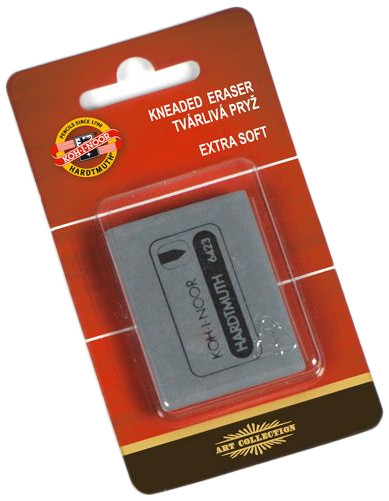 KNEADED ERASER
TVÁRLIVÁ PRYŽ
EXTRA SOFT
PENCILS SINCE 1790
KOH-I-NOOR
HARDTMUTH
KOH-I-NOOR
HARDTMUTH 6423
ART COLLECTION